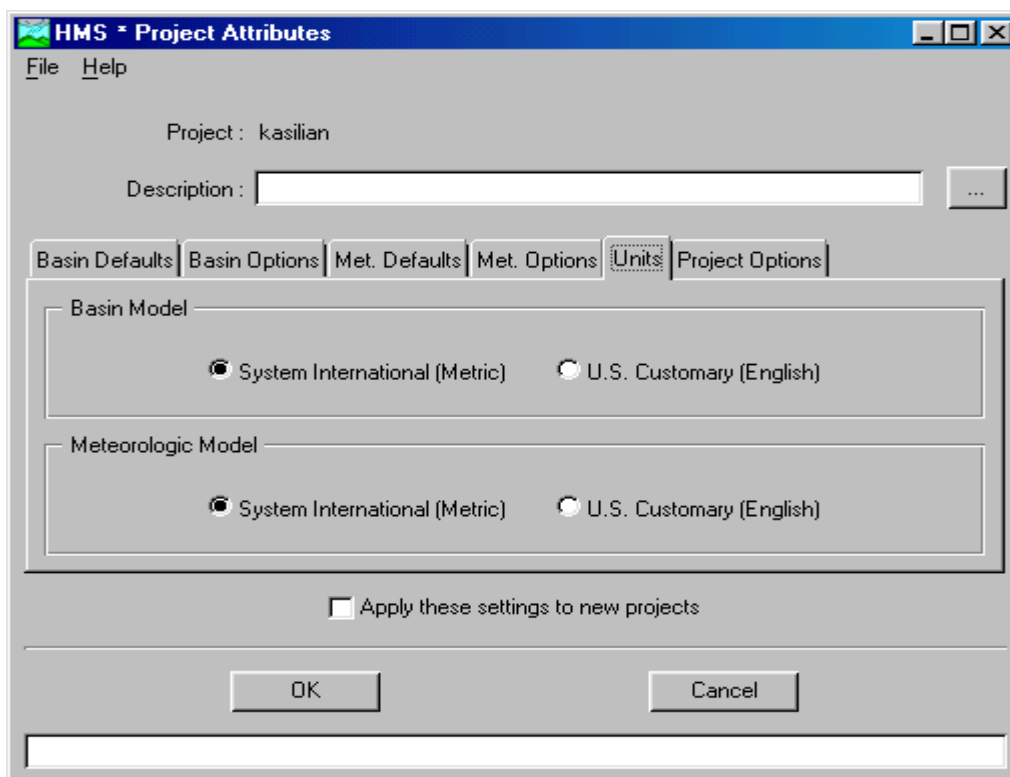 HMS * Project Attributes
File Help
Project : kasilian
Description :
...
Basin Defaults Basin Options Met. Defaults Met. Options Units Project Options
Basin Model
System International (Metric) U.S. Customary (English)
Meteorologic Model
System International (Metric) U.S. Customary (English)
Apply these settings to new projects
OK Cancel